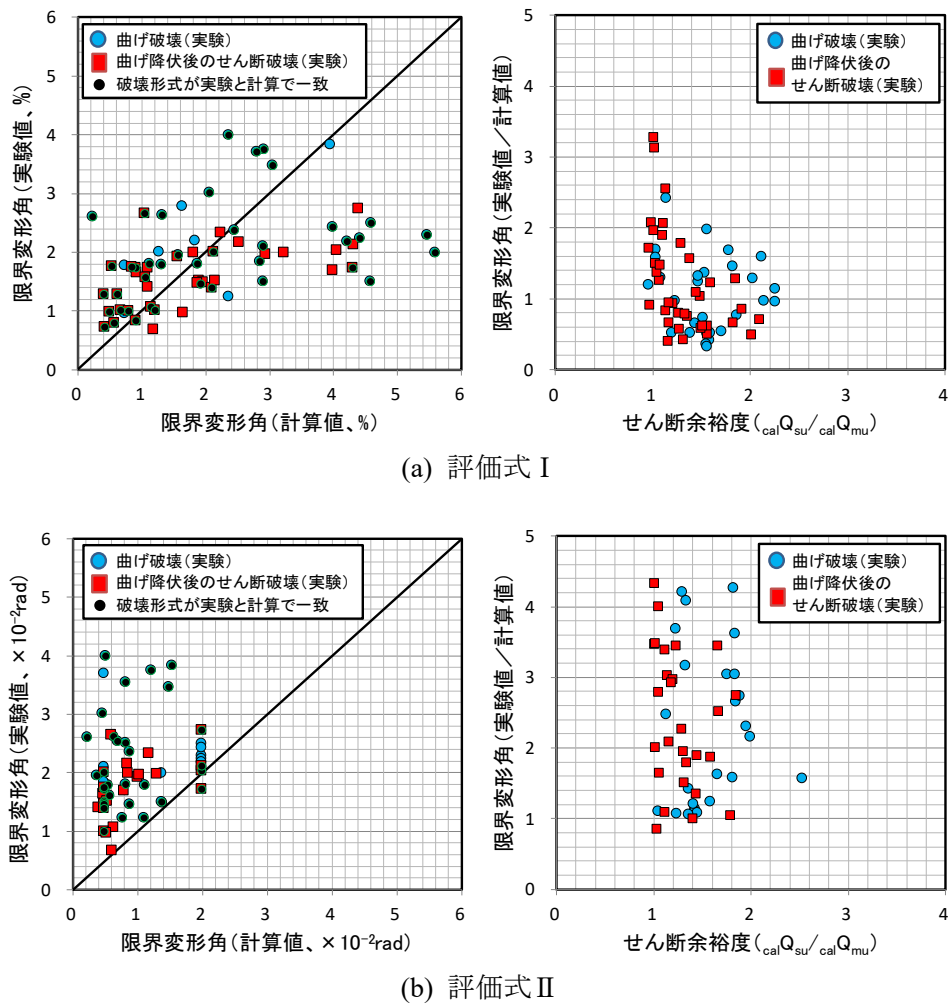 限界変形角(実験値、%)
6
5
4
3
2
1
0
曲げ破壊(実験)
曲げ降伏後のせん断破壊(実験)
破壊形式が実験と計算で一致
0 1 2 3 4 5 6
限界変形角(計算値、%)
限界変形角(実験値/計算値)
5
4
3
2
1
0
曲げ破壊(実験)
曲げ降伏後の
せん断破壊(実験)
0 1 2 3 4
せん断余裕度(calQsu/calQmu)
(a) 評価式Ⅰ
限界変形角(実験値、×10⁻²rad)
6
5
4
3
2
1
0
曲げ破壊(実験)
曲げ降伏後のせん断破壊(実験)
破壊形式が実験と計算で一致
0 1 2 3 4 5 6
限界変形角(計算値、×10⁻²rad)
限界変形角(実験値/計算値)
5
4
3
2
1
0
曲げ破壊(実験)
曲げ降伏後の
せん断破壊(実験)
0 1 2 3 4
せん断余裕度(calQsu/calQmu)
(b) 評価式Ⅱ